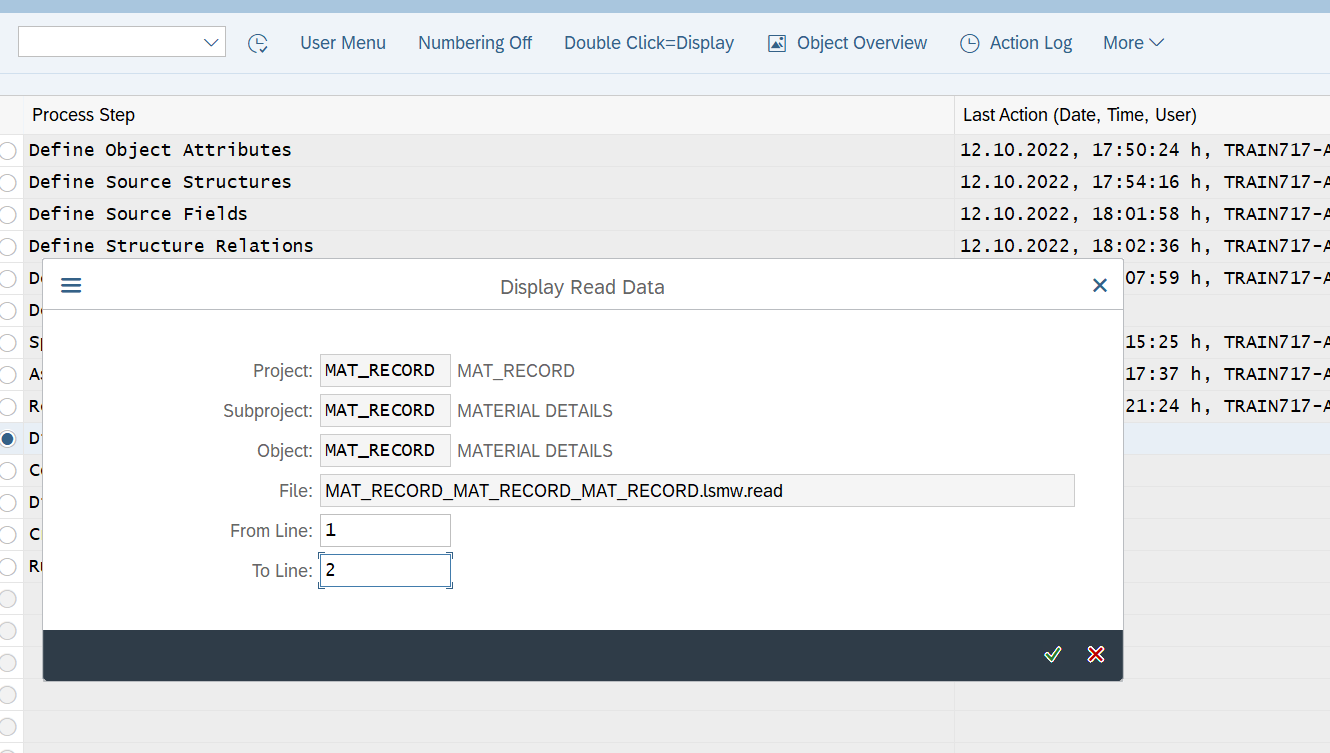 User Menu Numbering Off Double Click=Display Object Overview Action Log More
Process Step Last Action (Date, Time, User)
Define Object Attributes 12.10.2022, 17:50:24 h, TRAIN717-
Define Source Structures 12.10.2022, 17:54:16 h, TRAIN717-
Define Source Fields 12.10.2022, 18:01:58 h, TRAIN717-
Define Structure Relations 12.10.2022, 18:02:36 h, TRAIN717-
07:59 h, TRAIN717-
15:25 h, TRAIN717-
17:37 h, TRAIN717-
21:24 h, TRAIN717-
Display Read Data
Project: MAT_RECORD MAT_RECORD
Subproject: MAT_RECORD MATERIAL DETAILS
Object: MAT_RECORD MATERIAL DETAILS
File: MAT_RECORD_MAT_RECORD_MAT_RECORD.lsmw.read
From Line: 1
To Line: 2